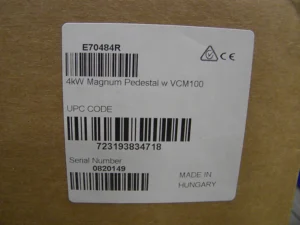 E70484R
4kW Magnum Pedestal w VCM100
UPC CODE
723193834718
Serial Number
0820149
MADE IN
HUNGARY